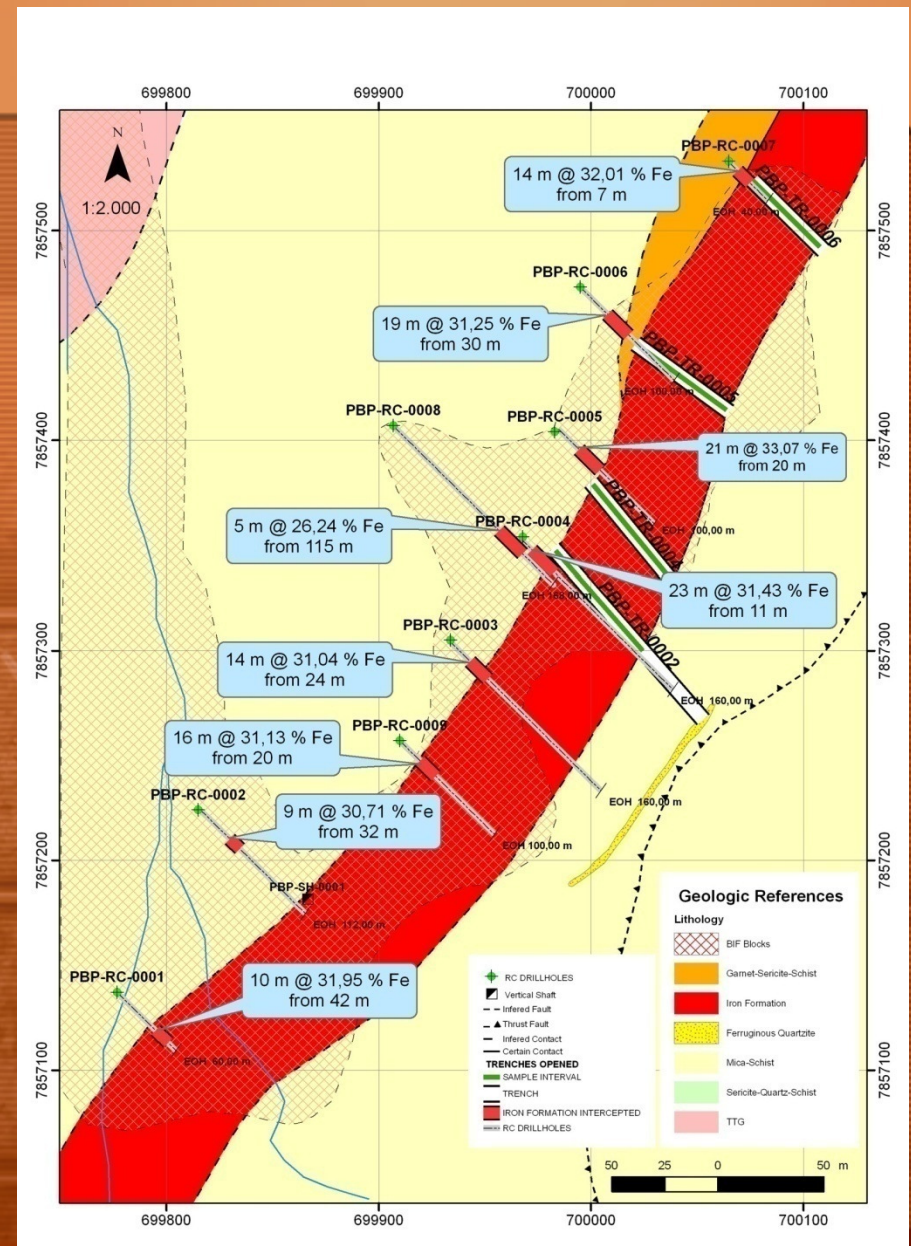 699800
699900
700000
700100
N
1:2.000
7857500
7857500
7857400
7857400
7857300
7857300
7857200
7857200
7857100
7857100
PBP-RC-0007
14 m @ 32,01 % Fe
from 7 m
EOH 40,00 m
PBP-TR-0006
PBP-RC-0006
19 m @ 31,25 % Fe
from 30 m
PBP-TR-0005
PBP-RC-0008
PBP-RC-0005
21 m @ 33,07 % Fe
from 20 m
EOH 100,00 m
PBP-TR-0004
5 m @ 26,24 % Fe
from 115 m
PBP-RC-0004
23 m @ 31,43 % Fe
from 11 m
PBP-TR-0002
EOH 160,00 m
PBP-RC-0003
14 m @ 31,04 % Fe
from 24 m
EOH 160,00 m
PBP-RC-0009
16 m @ 31,13 % Fe
from 20 m
EOH 100,00 m
PBP-RC-0002
9 m @ 30,71 % Fe
from 32 m
PBP-SH-0001
EOH 112,00 m
PBP-RC-0001
10 m @ 31,95 % Fe
from 42 m
EOH 60,00 m
RC DRILLHOLES
Vertical Shaft
Infered Fault
Thrust Fault
Infered Contact
Certain Contact
TRENCHES OPENED
SAMPLE INTERVAL
TRENCH
IRON FORMATION INTERCEPTED
RC DRILLHOLES
Geologic References
Lithology
BIF Blocks
Garnet-Sericite-Schist
Iron Formation
Ferruginous Quartzite
Mica-Schist
Sericite-Quartz-Schist
TTG
50 25 0 50 m
699800
699900
700000
700100